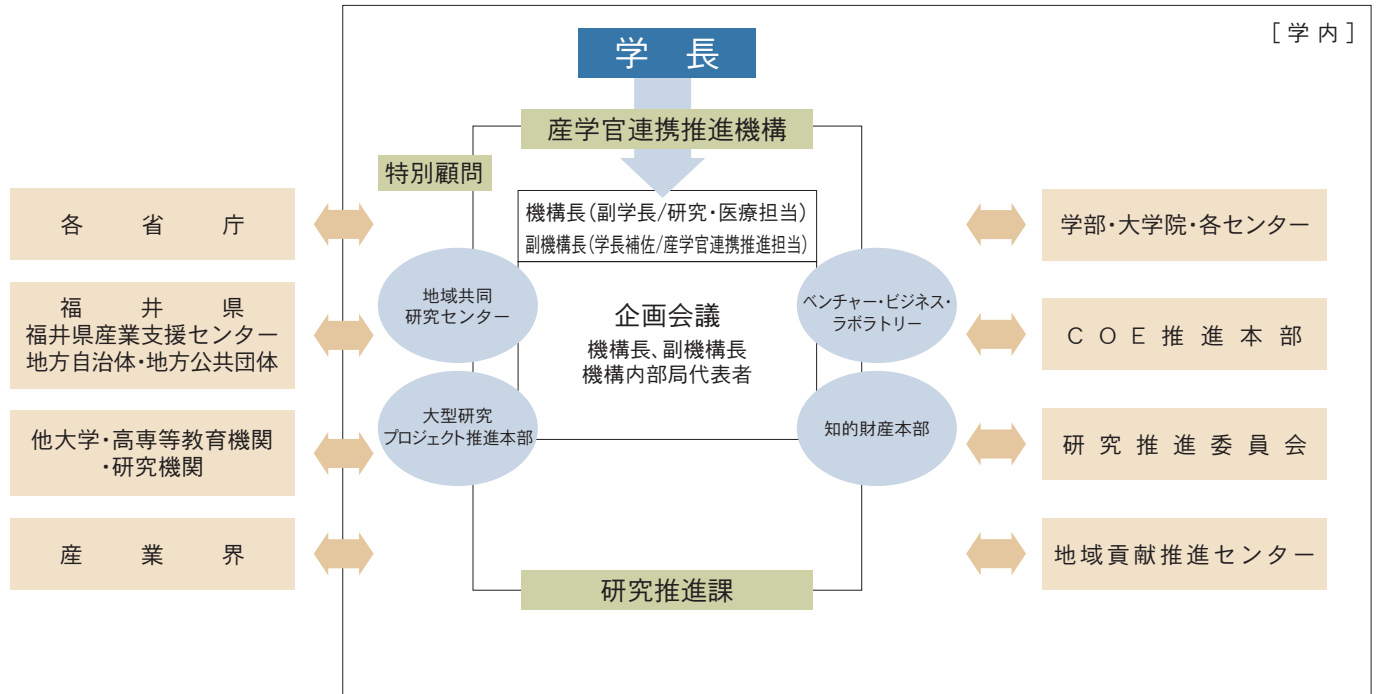 [学内]
学長
産学官連携推進機構
特別顧問
機構長(副学長/研究・医療担当)
副機構長(学長補佐/産学官連携推進担当)
企画会議
機構長、副機構長
機構内部局代表者
地域共同
研究センター
大型研究
プロジェクト推進本部
ベンチャー・ビジネス・
ラボラトリー
知的財産本部
研究推進課
各省庁
福井県
福井県産業支援センター
地方自治体・地方公共団体
他大学・高専等教育機関
・研究機関
産業界
学部・大学院・各センター
COE推進本部
研究推進委員会
地域貢献推進センター